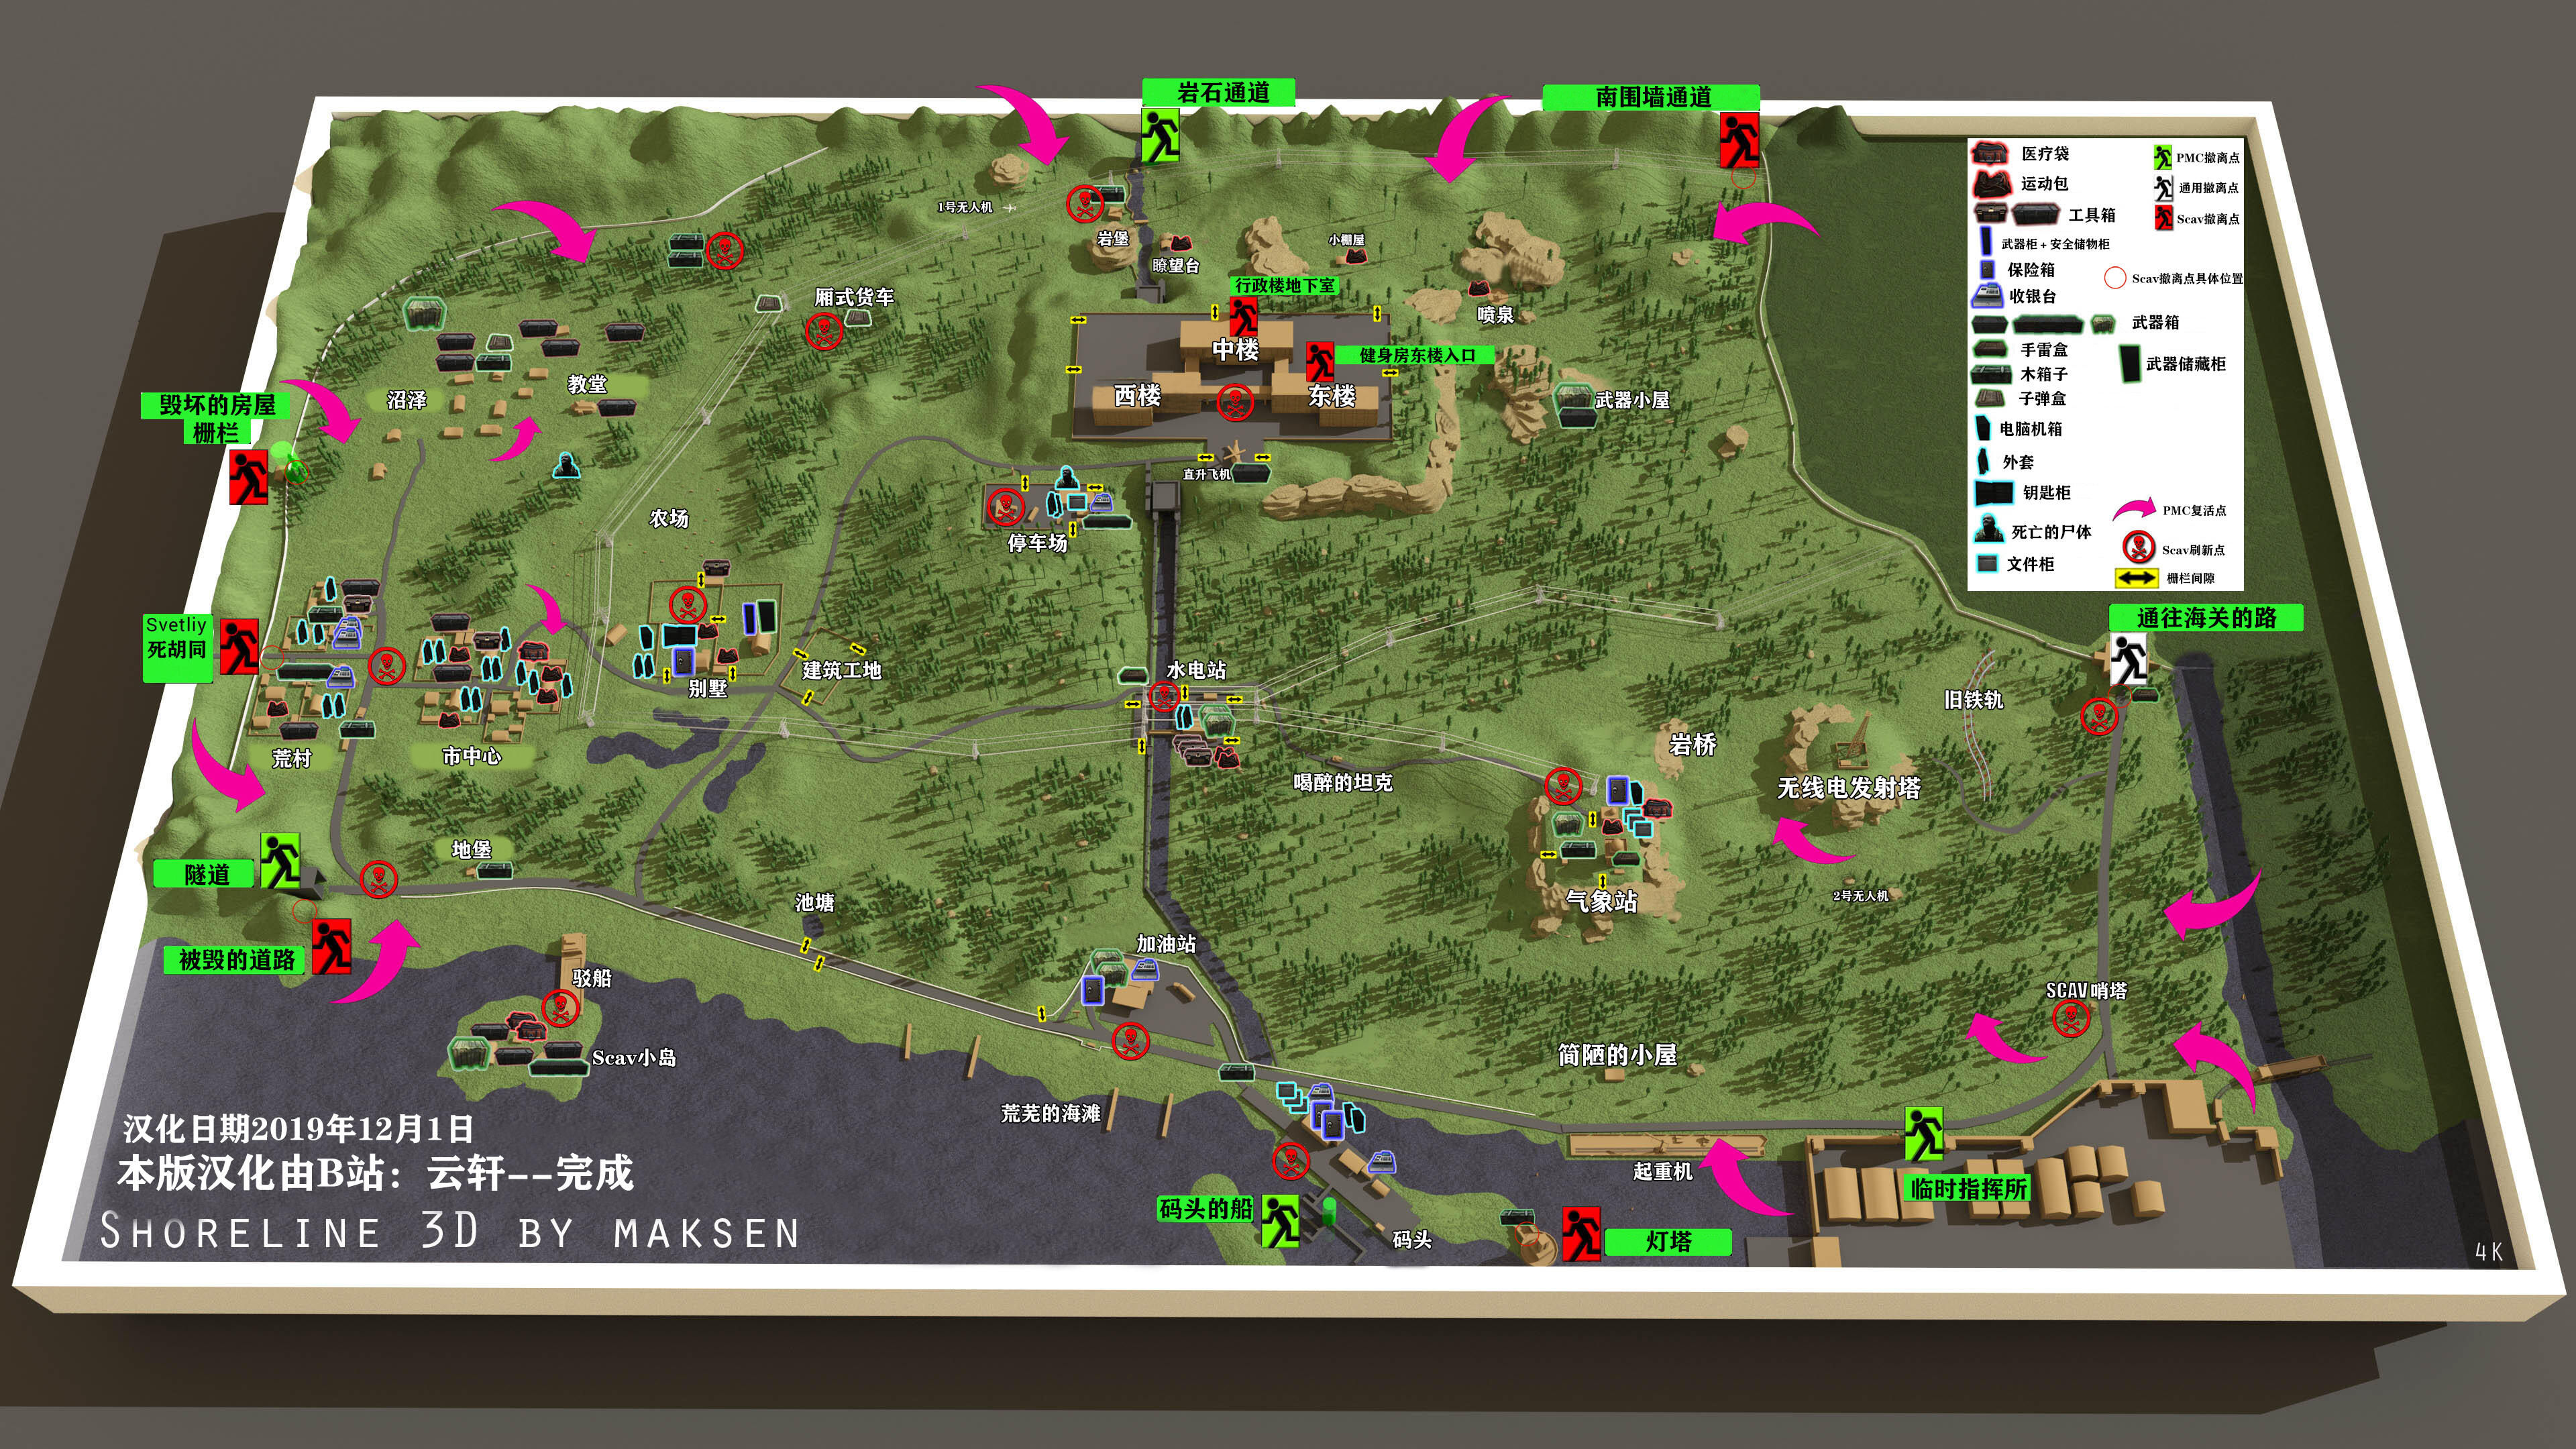 岩石通道
南围墙通道
医疗袋
PMC撤离点
运动包
通用撤离点
工具箱
Scav撤离点
武器柜+安全储物柜
保险箱
Scav撤离点具体位置
收银台
武器箱
手雷盒
武器储藏柜
木箱子
子弹盒
电脑机箱
外套
钥匙柜
PMC复活点
死亡的尸体
Scav刷新点
文件柜
栅栏间隙
1号无人机
岩堡
瞭望台
小棚屋
行政楼地下室
厢式货车
喷泉
中楼
健身房东楼入口
教堂
沼泽
西楼
东楼
武器小屋
毁坏的房屋
栅栏
直升飞机
农场
停车场
Svetliy
死胡同
通往海关的路
建筑工地
水电站
别墅
旧铁轨
荒村
市中心
岩桥
喝醉的坦克
无线电发射塔
地堡
隧道
池塘
气象站
2号无人机
加油站
被毁的道路
驳船
SCAV哨塔
Scav小岛
简陋的小屋
荒芜的海滩
起重机
临时指挥所
码头的船
码头
灯塔
汉化日期2019年12月1日
本版汉化由B站：云轩--完成
SHORELINE 3D BY MAKSEN
4K